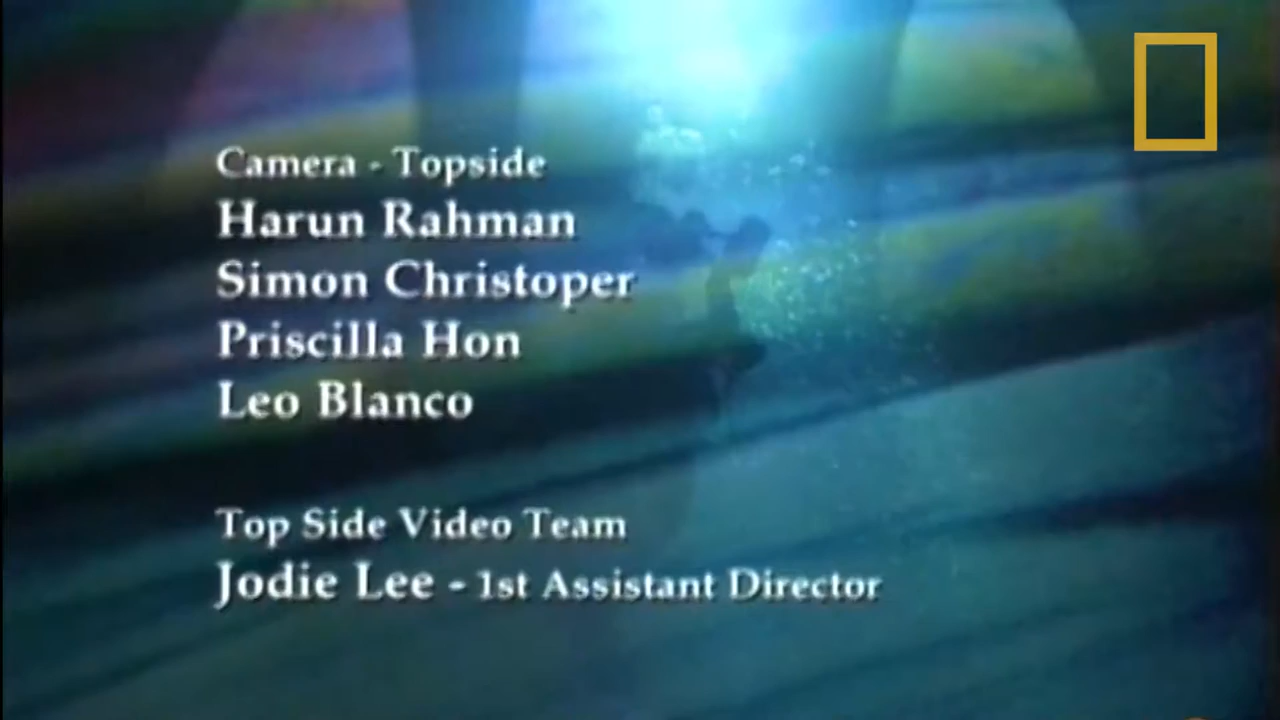 Camera - Topside
Harun Rahman
Simon Christoper
Priscilla Hon
Leo Blanco
Top Side Video Team
Jodie Lee - 1st Assistant Director